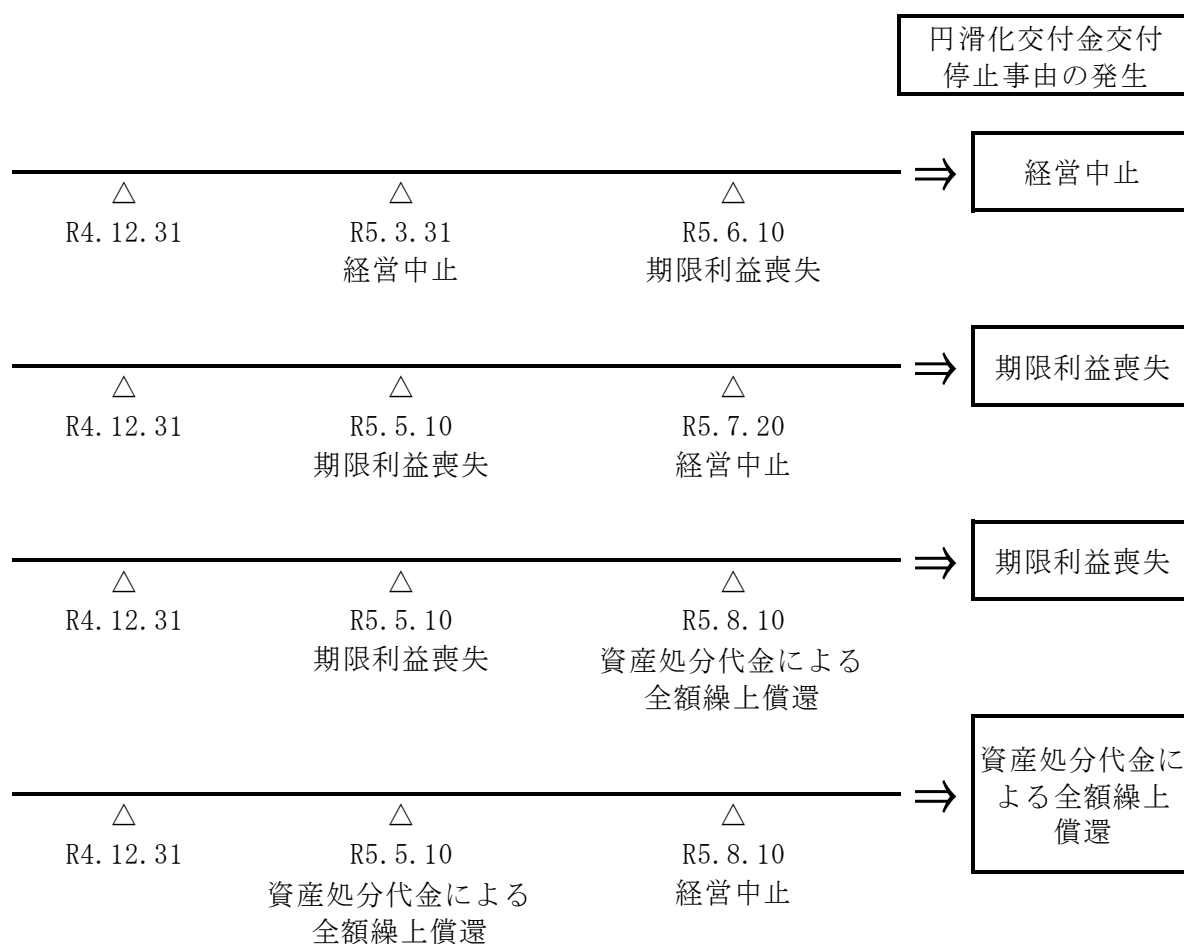 円滑化交付金交付
停止事由の発生
⇒ 経営中止
△ △ △
R4.12.31 R5.3.31 R5.6.10
経営中止 期限利益喪失
⇒ 期限利益喪失
△ △ △
R4.12.31 R5.5.10 R5.7.20
期限利益喪失 経営中止
⇒ 期限利益喪失
△ △ △
R4.12.31 R5.5.10 R5.8.10
期限利益喪失 資産処分代金による
全額繰上償還
資産処分代金に
⇒ よる全額繰上
償還
△ △ △
R4.12.31 R5.5.10 R5.8.10
資産処分代金による 経営中止
全額繰上償還